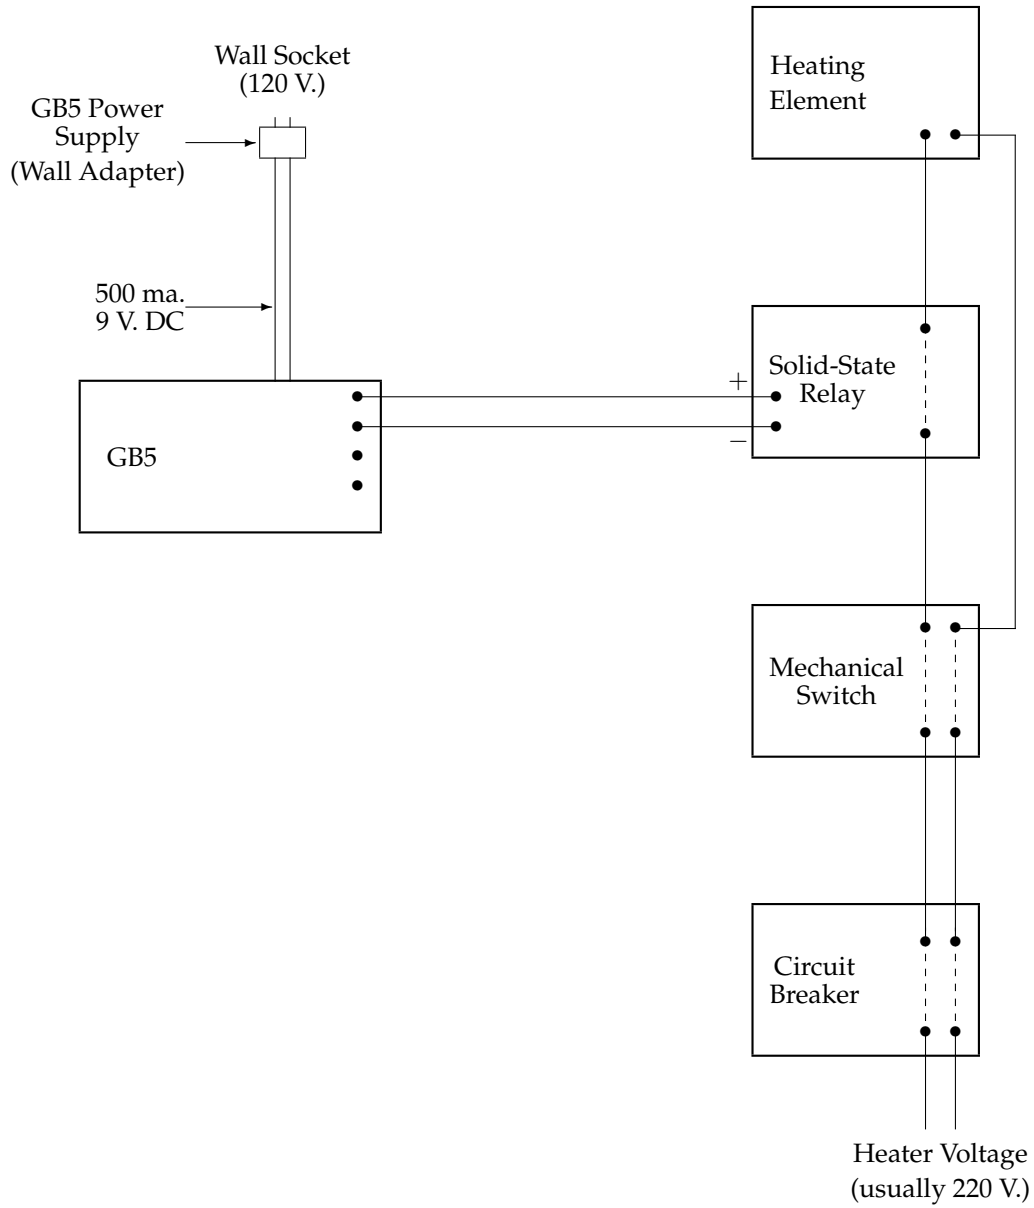 Wall Socket
(120 V.)
GB5 Power
Supply
(Wall Adapter)
500 ma.
9 V. DC
GB5
Heating
Element
+
−
Solid-State
Relay
Mechanical
Switch
Circuit
Breaker
Heater Voltage
(usually 220 V.)